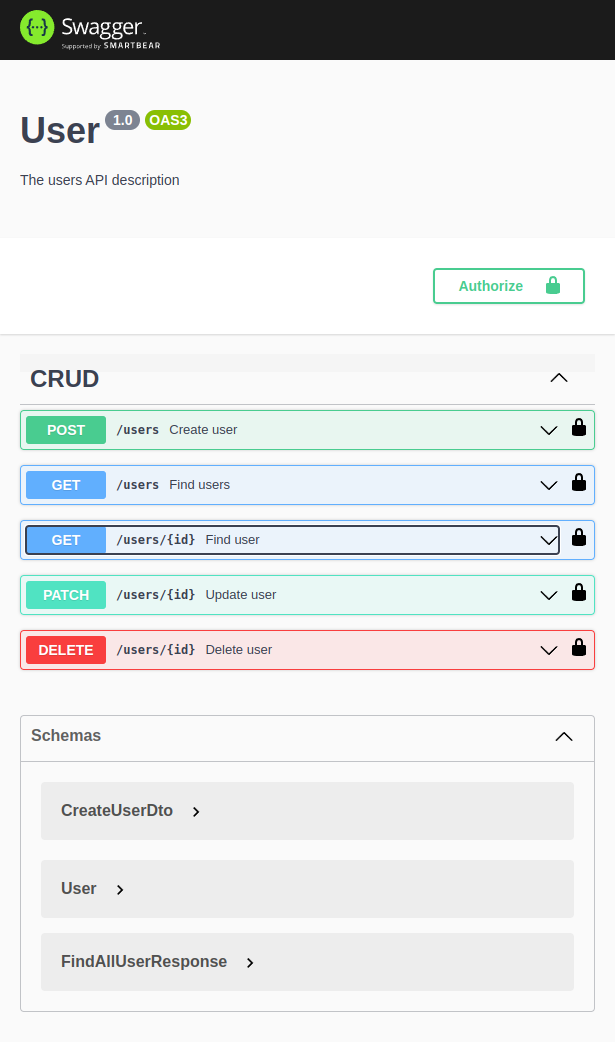 {···} Swagger
Supported by SMARTBEAR
User 1.0 OAS3
The users API description
Authorize
CRUD
POST /users Create user
GET /users Find users
GET /users/{id} Find user
PATCH /users/{id} Update user
DELETE /users/{id} Delete user
Schemas
CreateUserDto
User
FindAllUserResponse